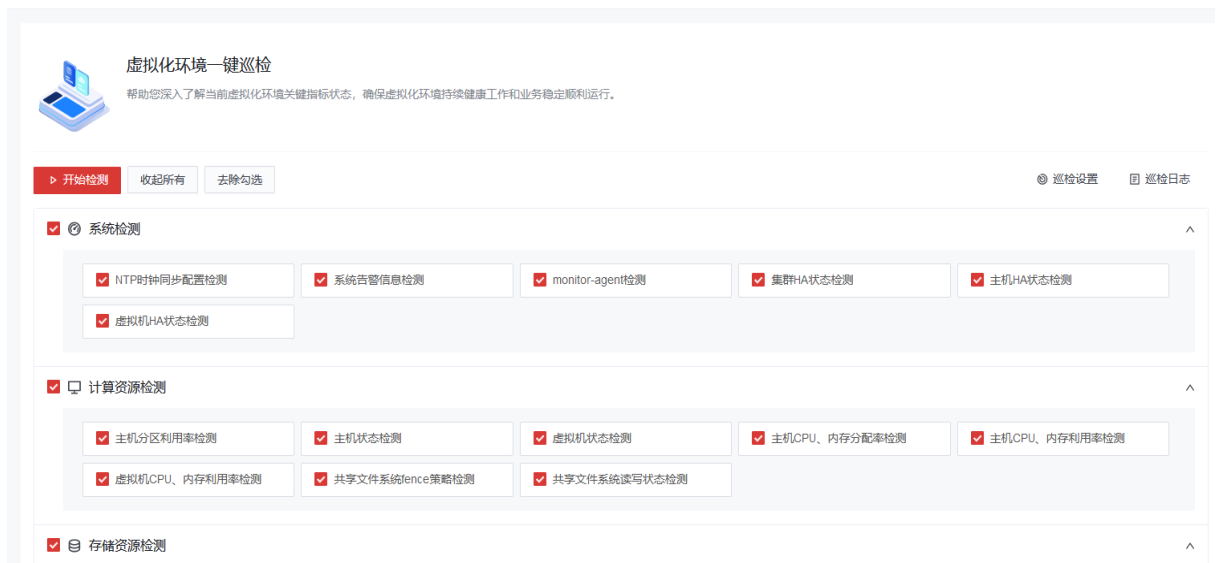 虚拟化环境一键巡检
帮助您深入了解当前虚拟化环境关键指标状态，确保虚拟化环境持续健康工作和业务稳定顺利运行。
开始检测 收起所有 去除勾选 巡检设置 巡检日志
系统检测
NTP时钟同步配置检测 系统告警信息检测 monitor-agent检测 集群HA状态检测 主机HA状态检测
虚拟机HA状态检测
计算资源检测
主机分区利用率检测 主机状态检测 虚拟机状态检测 主机CPU、内存分配率检测 主机CPU、内存利用率检测
虚拟机CPU、内存利用率检测 共享文件系统fence策略检测 共享文件系统读写状态检测
存储资源检测